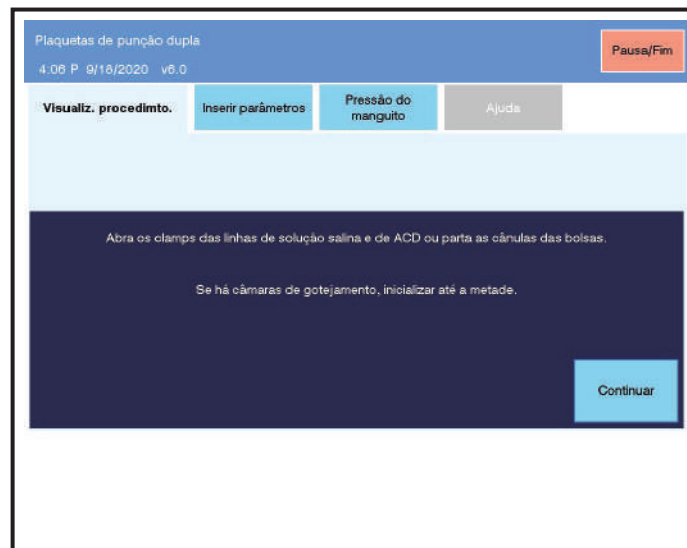 Plaquetas de punção dupla
Pausa/Fim
4:06 P 9/18/2020 v6.0
Visualiz. procedimto.
Inserir parâmetros
Pressão do
manguito
Ajuda
Abra os clamps das linhas de solução salina e de ACD ou parta as cânulas das bolsas.
Se há câmaras de gotejamento, inicializar até a metade.
Continuar